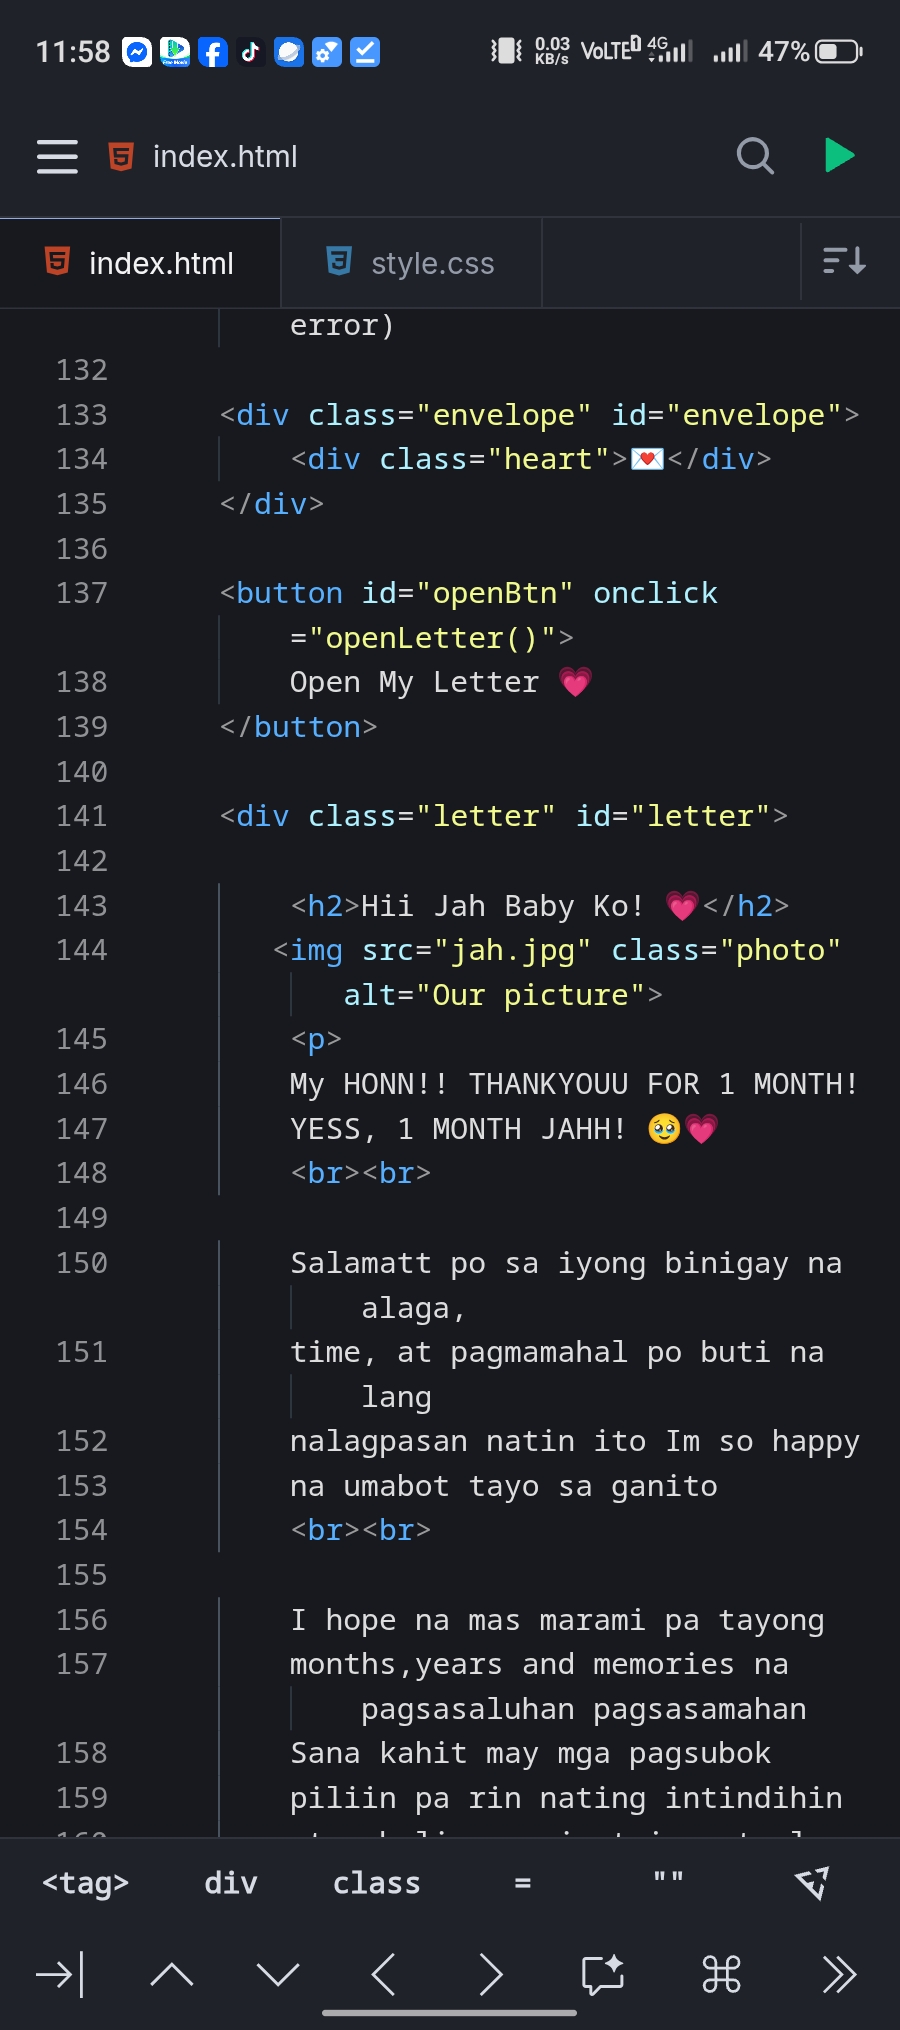 11:58 0.03 KB/s VoLTE 1 4G 47%
index.html
index.html style.css
error)
132
133 <div class="envelope" id="envelope">
134 <div class="heart">💌</div>
135 </div>
136
137 <button id="openBtn" onclick
="openLetter()">
138 Open My Letter 💗
139 </button>
140
141 <div class="letter" id="letter">
142
143 <h2>Hii Jah Baby Ko! 💗</h2>
144 <img src="jah.jpg" class="photo"
alt="Our picture">
145 <p>
146 My HONN!! THANKYOUU FOR 1 MONTH!
147 YESS, 1 MONTH JAHH! 🥹💗
148 <br><br>
149
150 Salamatt po sa iyong binigay na
alaga,
151 time, at pagmamahal po buti na
lang
152 nalagpasan natin ito Im so happy
153 na umabot tayo sa ganito
154 <br><br>
155
156 I hope na mas marami pa tayong
157 months,years and memories na
pagsasaluhan pagsasamahan
158 Sana kahit may mga pagsubok
159 piliin pa rin nating intindihin
<tag> div class = ""